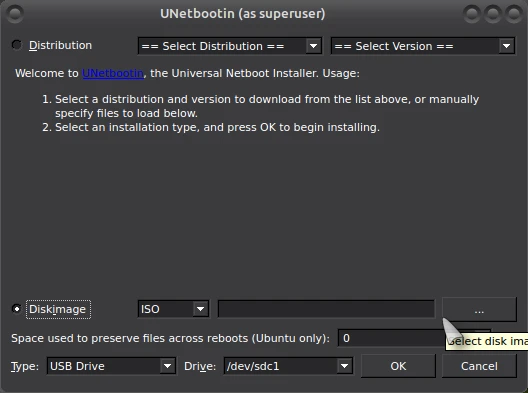 UNetbootin (as superuser)
Distribution
== Select Distribution ==
== Select Version ==
Welcome to UNetbootin, the Universal Netboot Installer. Usage:
1. Select a distribution and version to download from the list above, or manually
specify files to load below.
2. Select an installation type, and press OK to begin installing.
Diskimage
ISO
...
Space used to preserve files across reboots (Ubuntu only):
0
Select disk ima
Type:
USB Drive
Drive:
/dev/sdc1
OK
Cancel